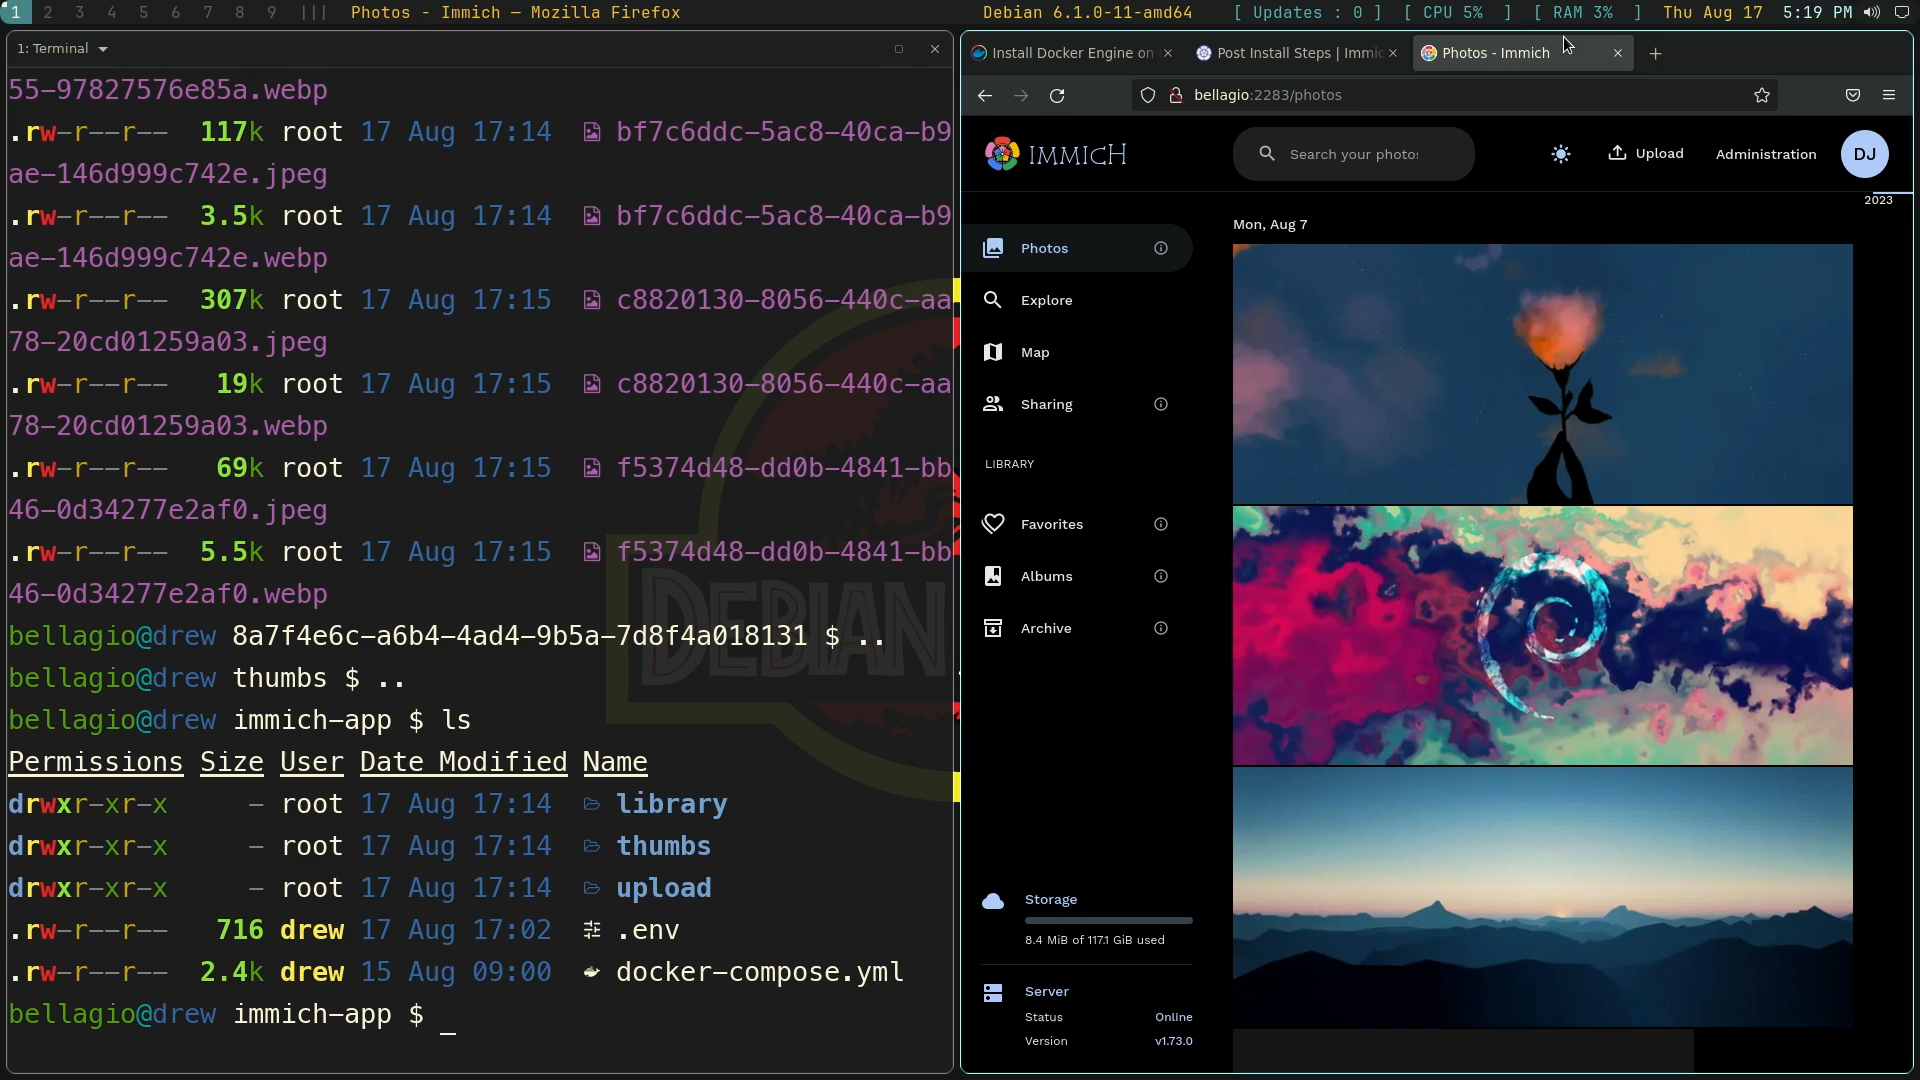 1 2 3 4 5 6 7 8 9 ||| Photos - Immich — Mozilla Firefox
Debian 6.1.0-11-amd64 [ Updates : 0 ] [ CPU 5% ] [ RAM 3% ] Thu Aug 17 5:19 PM
1: Terminal
55-97827576e85a.webp
.rw-r--r-- 117k root 17 Aug 17:14 bf7c6ddc-5ac8-40ca-b9
ae-146d999c742e.jpeg
.rw-r--r-- 3.5k root 17 Aug 17:14 bf7c6ddc-5ac8-40ca-b9
ae-146d999c742e.webp
.rw-r--r-- 307k root 17 Aug 17:15 c8820130-8056-440c-aa
78-20cd01259a03.jpeg
.rw-r--r-- 19k root 17 Aug 17:15 c8820130-8056-440c-aa
78-20cd01259a03.webp
.rw-r--r-- 69k root 17 Aug 17:15 f5374d48-dd0b-4841-bb
46-0d34277e2af0.jpeg
.rw-r--r-- 5.5k root 17 Aug 17:15 f5374d48-dd0b-4841-bb
46-0d34277e2af0.webp
bellagio@drew 8a7f4e6c-a6b4-4ad4-9b5a-7d8f4a018131 $ ..
bellagio@drew thumbs $ ..
bellagio@drew immich-app $ ls
Permissions Size User Date Modified Name
drwxr-xr-x - root 17 Aug 17:14 library
drwxr-xr-x - root 17 Aug 17:14 thumbs
drwxr-xr-x - root 17 Aug 17:14 upload
.rw-r--r-- 716 drew 17 Aug 17:02 .env
.rw-r--r-- 2.4k drew 15 Aug 09:00 docker-compose.yml
bellagio@drew immich-app $ _
DEBIAN
Install Docker Engine on
Post Install Steps | Immic
Photos - Immich
bellagio:2283/photos
IMMICH
Search your photos
Upload
Administration
DJ
2023
Photos
Explore
Map
Sharing
LIBRARY
Favorites
Albums
Archive
Storage
8.4 MiB of 117.1 GiB used
Server
Status Online
Version v1.73.0
Mon, Aug 7